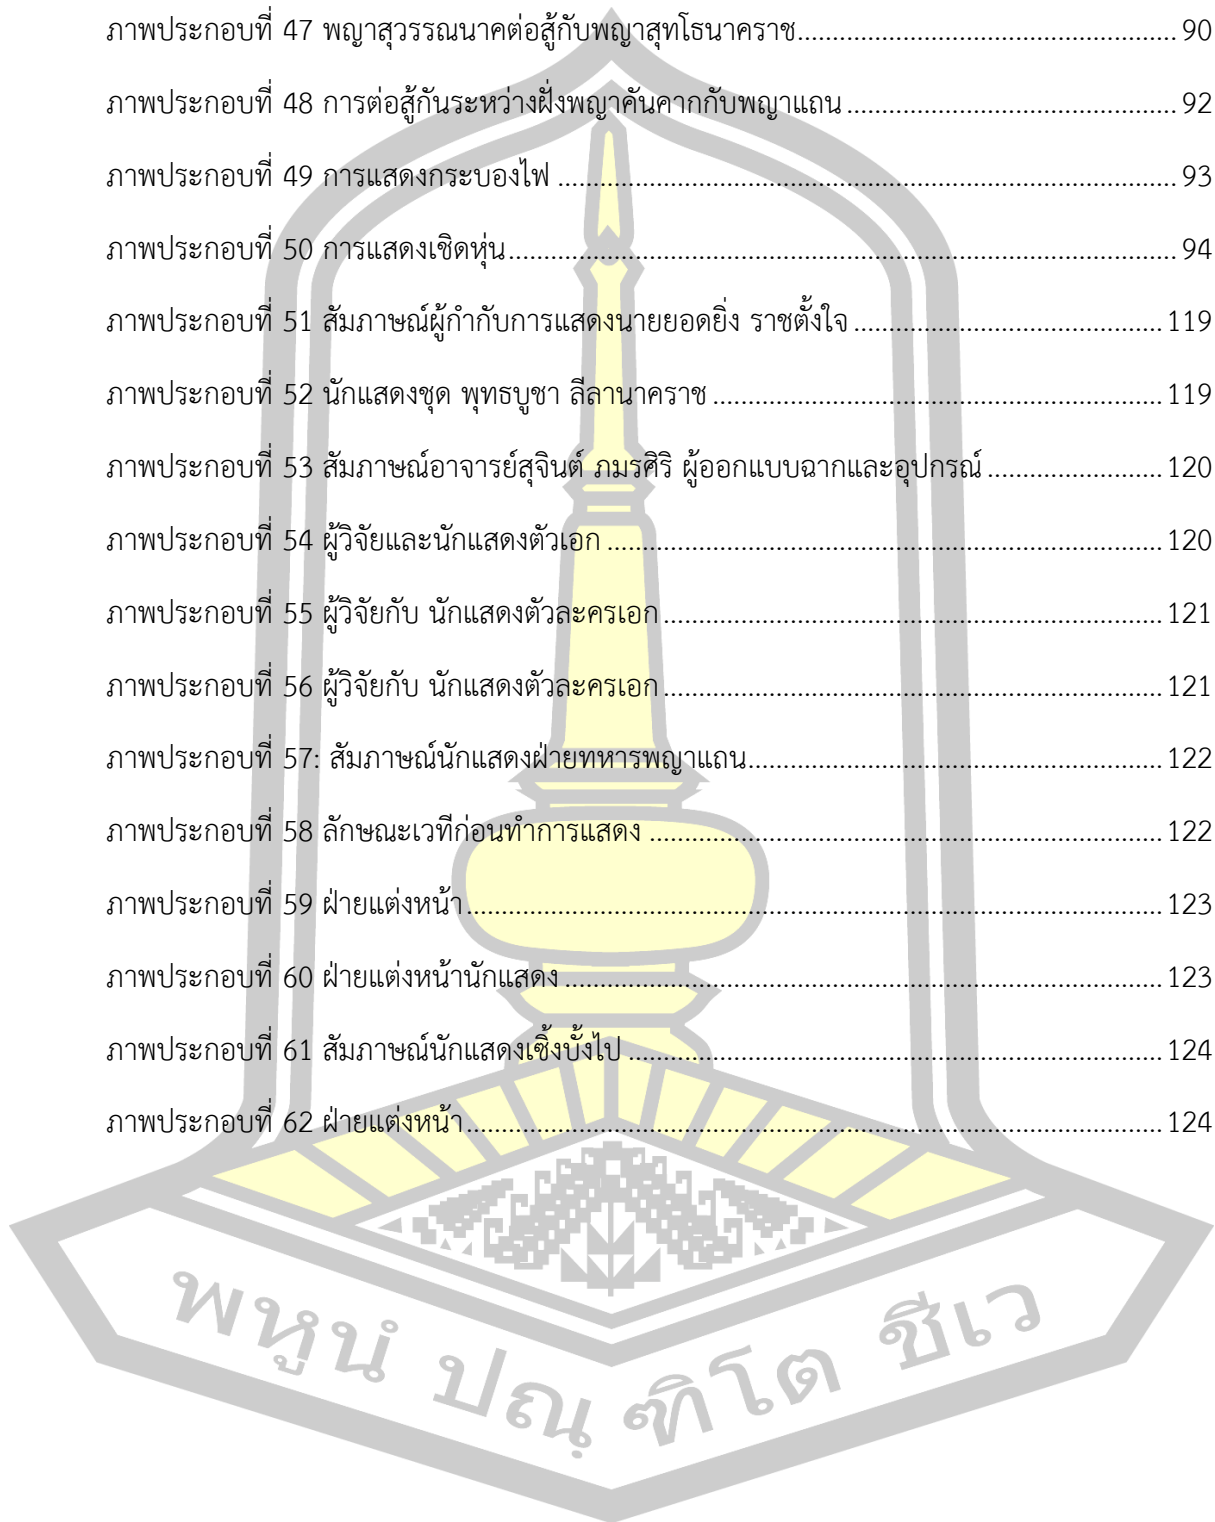 ภาพประกอบที่ 47 พญาสุวรรณนาคต่อสู้กับพญาสุทโธนาคราช.......................................................... 90
ภาพประกอบที่ 48 การต่อสู้กันระหว่างฝั่งพญาคันคากกับพญาแถน .................................................. 92
ภาพประกอบที่ 49 การแสดงกระบองไฟ ............................................................................................. 93
ภาพประกอบที่ 50 การแสดงเชิดหุ่น.................................................................................................... 94
ภาพประกอบที่ 51 สัมภาษณ์ผู้กำกับการแสดงนายยอดยิ่ง ราชตั้งใจ .............................................. 119
ภาพประกอบที่ 52 นักแสดงชุด พุทธบูชา ลีลานาคราช .................................................................... 119
ภาพประกอบที่ 53 สัมภาษณ์อาจารย์สุจินต์ ภมรศิริ ผู้ออกแบบฉากและอุปกรณ์ .......................... 120
ภาพประกอบที่ 54 ผู้วิจัยและนักแสดงตัวเอก .................................................................................... 120
ภาพประกอบที่ 55 ผู้วิจัยกับ นักแสดงตัวละครเอก ........................................................................... 121
ภาพประกอบที่ 56 ผู้วิจัยกับ นักแสดงตัวละครเอก ........................................................................... 121
ภาพประกอบที่ 57: สัมภาษณ์นักแสดงฝ่ายทหารพญาแถน.............................................................. 122
ภาพประกอบที่ 58 ลักษณะเวทีก่อนทำการแสดง ............................................................................. 122
ภาพประกอบที่ 59 ฝ่ายแต่งหน้า........................................................................................................ 123
ภาพประกอบที่ 60 ฝ่ายแต่งหน้านักแสดง .......................................................................................... 123
ภาพประกอบที่ 61 สัมภาษณ์นักแสดงเซิ้งบั้งไป ................................................................................ 124
ภาพประกอบที่ 62 ฝ่ายแต่งหน้า........................................................................................................ 124
พหูนํ ปณฺฑิโต ชีเว